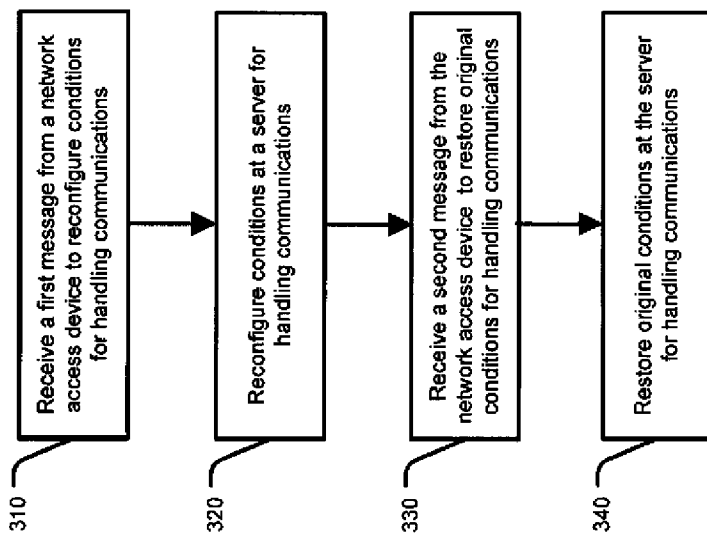 310
Receive a first message from a network
access device to reconfigure conditions
for handling communications
320
Reconfigure conditions at a server for
handling communications
330
Receive a second message from the
network access device to restore original
conditions for handling communications
340
Restore original conditions at the server
for handling communications